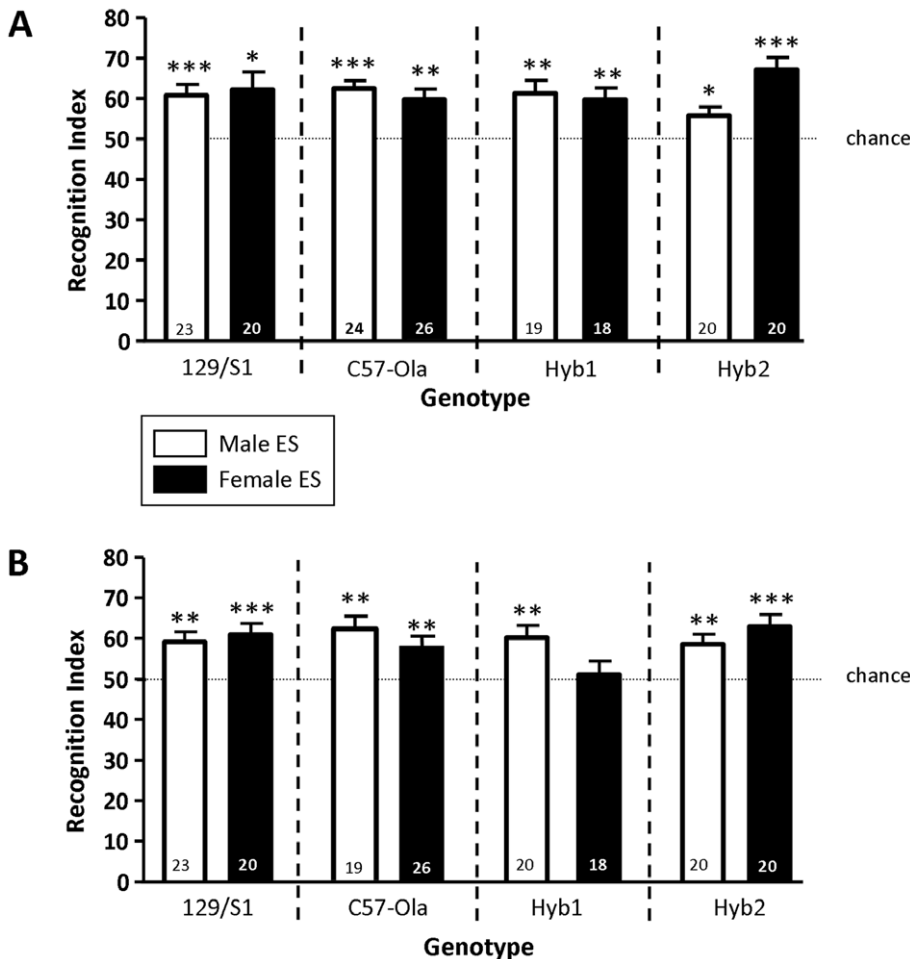 A
80
70
60
50
40
30
20
10
0
Recognition Index
*** * *** ** ** ** * ***
chance
23 20 24 26 19 18 20 20
129/S1 C57-Ola Hyb1 Hyb2
Genotype
Male ES
Female ES
B
80
70
60
50
40
30
20
10
0
Recognition Index
** *** ** ** ** ** ***
chance
23 20 19 26 20 18 20 20
129/S1 C57-Ola Hyb1 Hyb2
Genotype